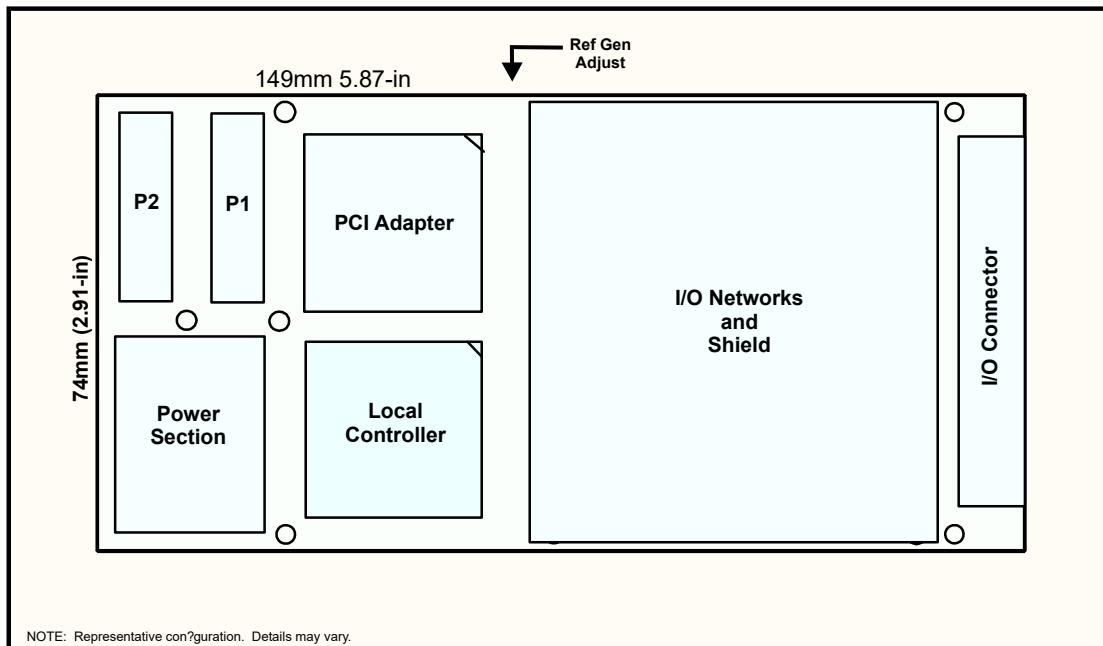 Ref Gen
Adjust
149mm 5.87-in
P2
P1
PCI Adapter
I/O Networks
and
Shield
I/O Connector
74mm (2.91-in)
Power
Section
Local
Controller
NOTE:  Representative con?guration.  Details may vary.